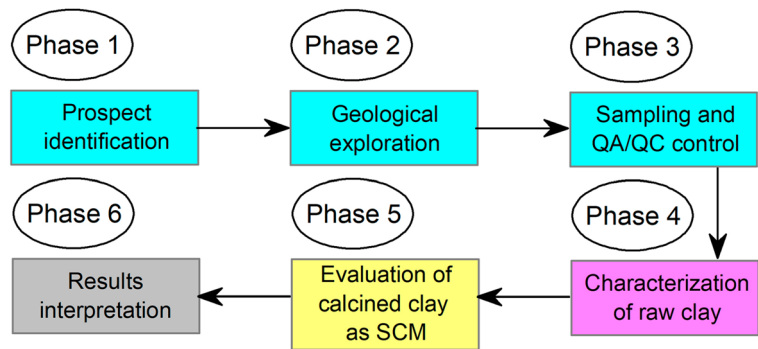 Phase 1
Prospect
identification
Phase 2
Geological
exploration
Phase 3
Sampling and
QA/QC control
Phase 4
Characterization
of raw clay
Phase 5
Evaluation of
calcined clay
as SCM
Phase 6
Results
interpretation